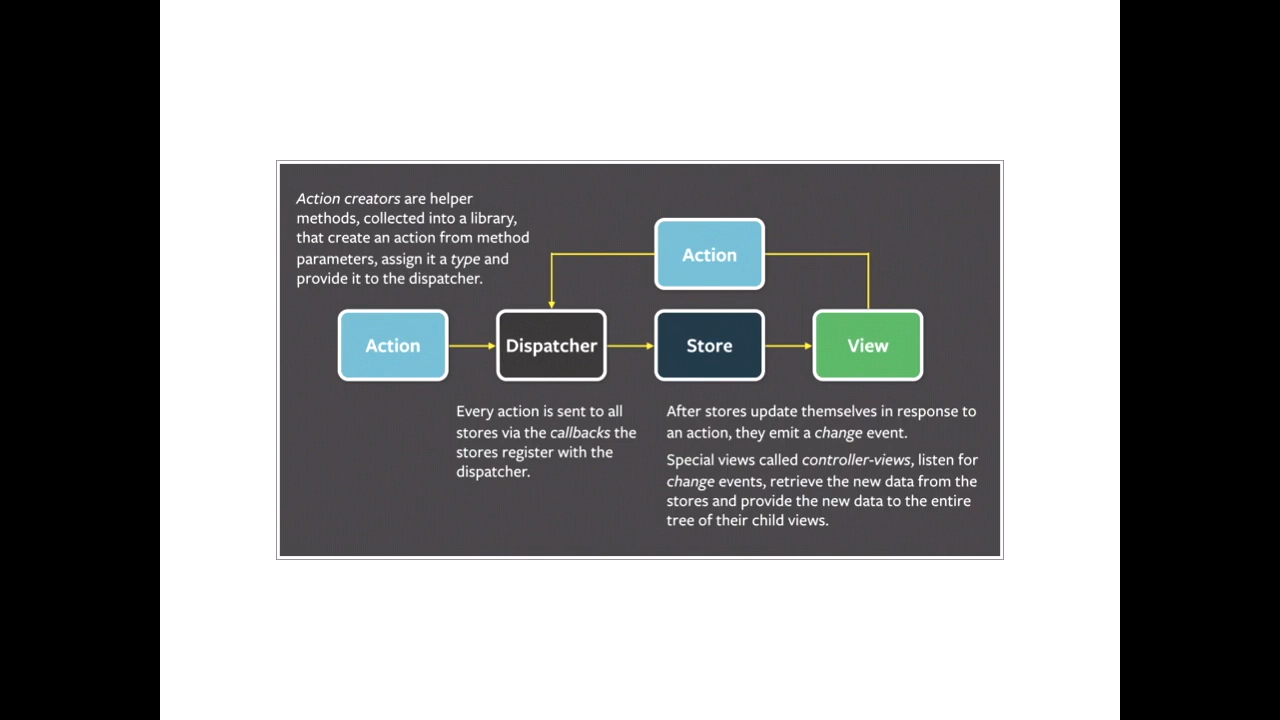 Action creators are helper
methods, collected into a library,
that create an action from method
parameters, assign it a type and
provide it to the dispatcher.
Action
Action
Dispatcher
Store
View
Every action is sent to all
stores via the callbacks the
stores register with the
dispatcher.
After stores update themselves in response to
an action, they emit a change event.
Special views called controller-views, listen for
change events, retrieve the new data from the
stores and provide the new data to the entire
tree of their child views.